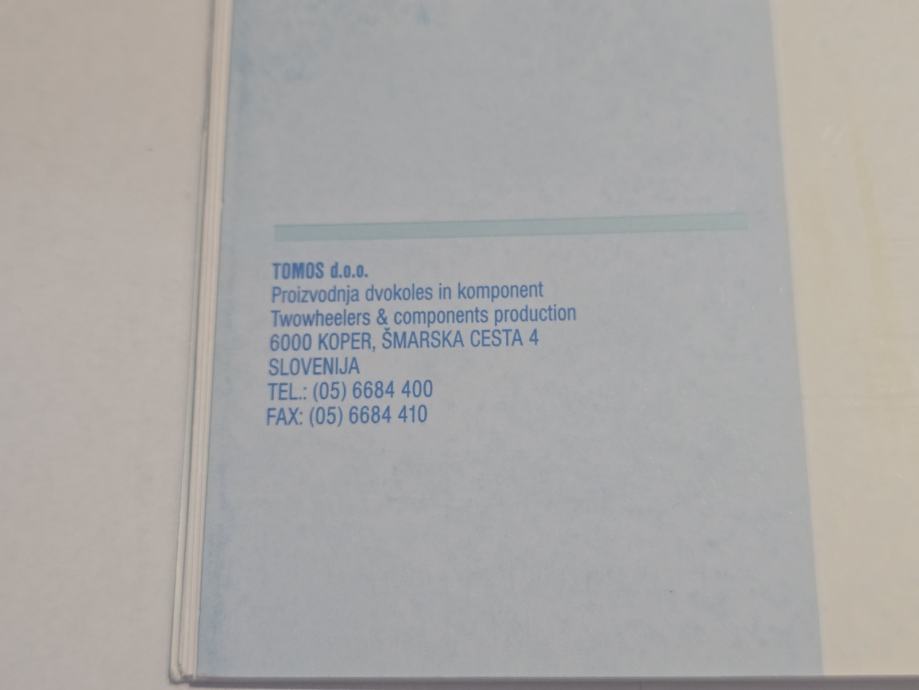 TOMOS d.o.o.
Proizvodnja dvokoles in komponent
Twowheelers & components production
6000 KOPER, ŠMARSKA CESTA 4
SLOVENIJA
TEL.: (05) 6684 400
FAX: (05) 6684 410